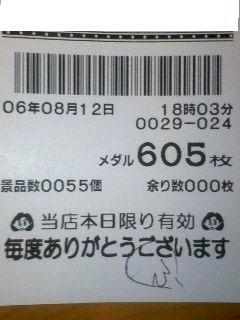 06年08月12日 18時03分
0029-024
メダル 605枚
景品数0055個 余り数000枚
当店本日限り有効
毎度ありがとうございます